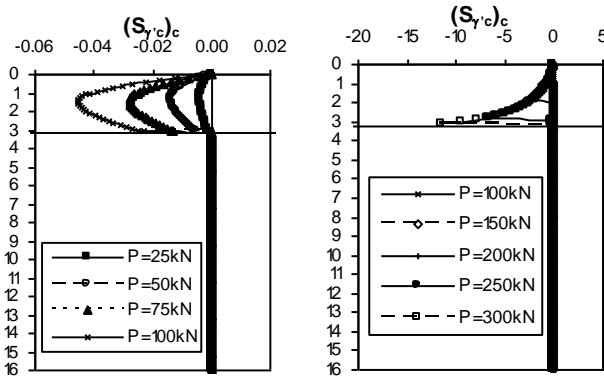 (Sγ'c)c
-0.06 -0.04 -0.02 0.00 0.02
0
1
2
3
4
5
6
7
8
9
10
11
12
13
14
15
16
P=25kN
P=50kN
P=75kN
P=100kN
(Sγ'c)c
-20 -15 -10 -5 0 5
0
1
2
3
4
5
6
7
8
9
10
11
12
13
14
15
16
P=100kN
P=150kN
P=200kN
P=250kN
P=300kN